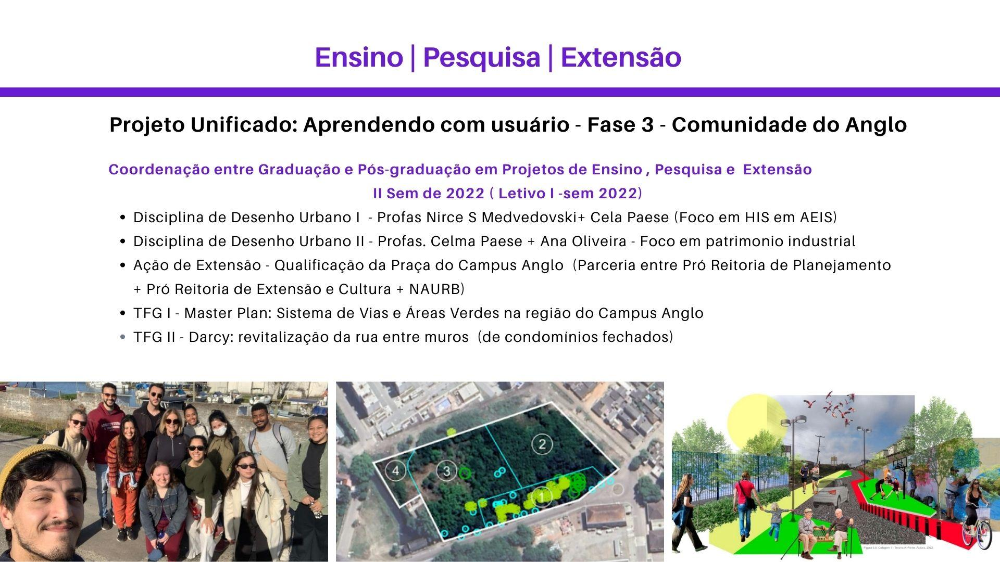 Ensino | Pesquisa | Extensão
Projeto Unificado: Aprendendo com usuário - Fase 3 - Comunidade do Anglo
Coordenação entre Graduação e Pós-graduação em Projetos de Ensino , Pesquisa e Extensão
II Sem de 2022 ( Letivo I -sem 2022)
• Disciplina de Desenho Urbano I - Profas Nirce S Medvedovski+ Cela Paese (Foco em HIS em AEIS)
• Disciplina de Desenho Urbano II - Profas. Celma Paese + Ana Oliveira - Foco em patrimonio industrial
• Ação de Extensão - Qualificação da Praça do Campus Anglo (Parceria entre Pró Reitoria de Planejamento
+ Pró Reitoria de Extensão e Cultura + NAURB)
• TFG I - Master Plan: Sistema de Vias e Áreas Verdes na região do Campus Anglo
• TFG II - Darcy: revitalização da rua entre muros (de condomínios fechados)
ARQUITETURA
2
4
3
1
Figura 5.6: Colagem 1 - Trecho A. Fonte: Autora, 2022.